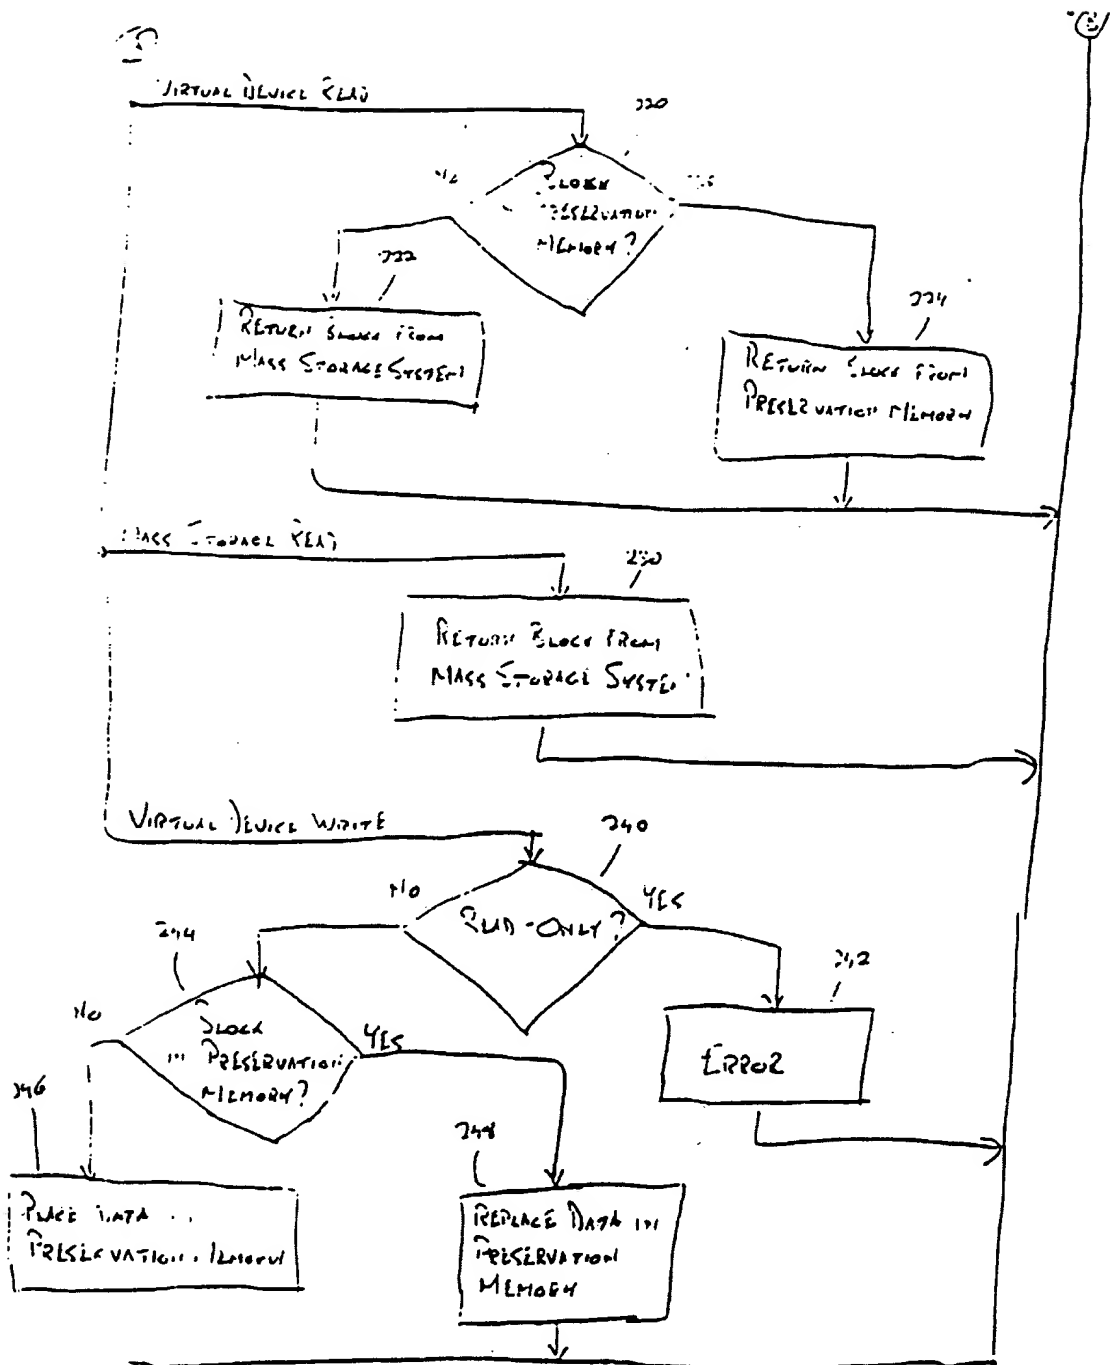 VIRTUAL DEVICE READ
220
BLOCK
PRESERVATION
MEMORY?
222
RETURN BLOCK FROM
MASS STORAGE SYSTEM
224
RETURN BLOCK FROM
PRESERVATION MEMORY
MASS STORAGE READ
230
RETURN BLOCK FROM
MASS STORAGE SYSTEM
VIRTUAL DEVICE WRITE
240
NO
READ-ONLY?
YES
244
242
NO
BLOCK
IN PRESERVATION
MEMORY?
YES
ERROR
246
248
PLACE DATA
PRESERVATION MEMORY
REPLACE DATA IN
PRESERVATION
MEMORY